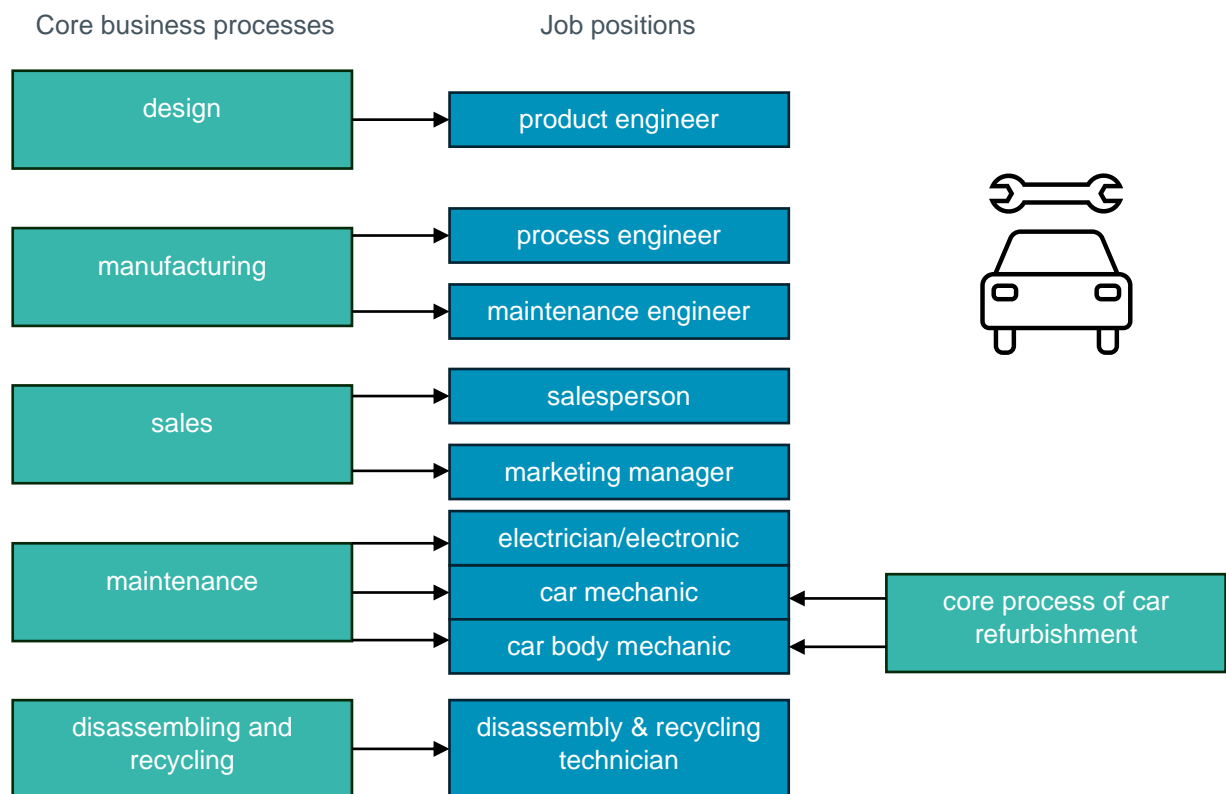 Core business processes
Job positions
design
product engineer
manufacturing
process engineer
maintenance engineer
sales
salesperson
marketing manager
maintenance
electrician/electronic
car mechanic
car body mechanic
core process of car
refurbishment
disassembling and
recycling
disassembly & recycling
technician